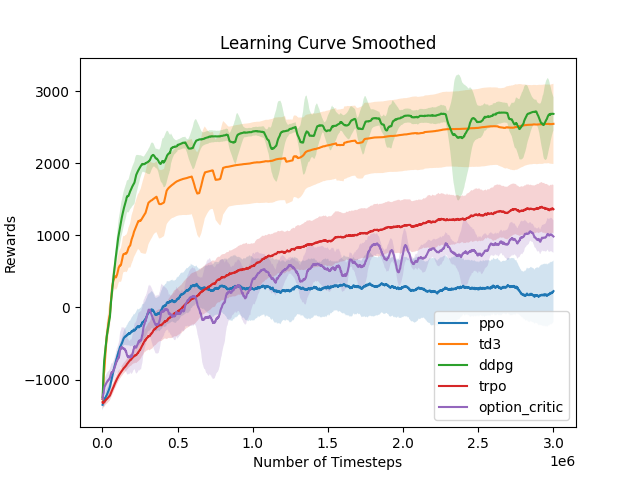 Learning Curve Smoothed
Rewards
3000
2000
1000
0
−1000
0.0 0.5 1.0 1.5 2.0 2.5 3.0
1e6
Number of Timesteps
ppo
td3
ddpg
trpo
option_critic